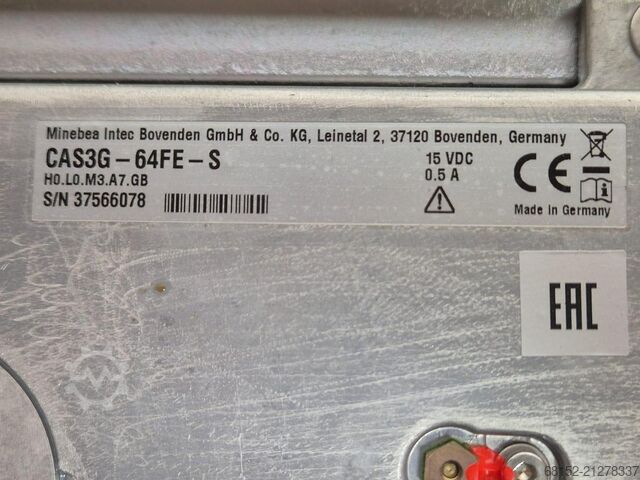 Minebea Intec Bovenden GmbH & Co. KG, Leinetal 2, 37120 Bovenden, Germany
CAS3G-64FE-S
H0.L0.M3.A7.GB
S/N 37566078
15 VDC
0.5 A
CE
Made in Germany
EAC
68152-21278337